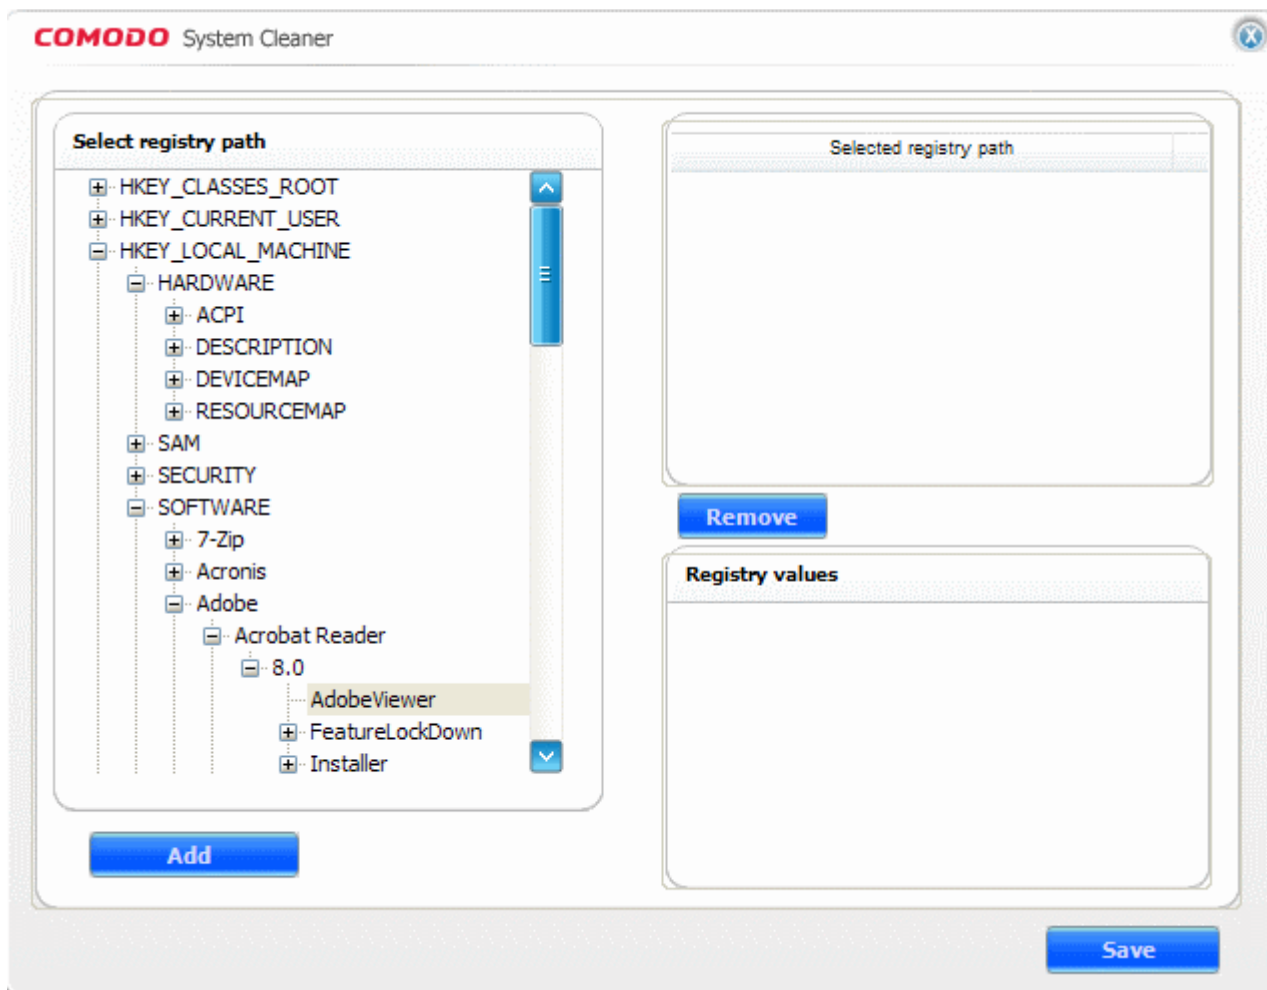 COMODO System Cleaner
Select registry path
HKEY_CLASSES_ROOT
HKEY_CURRENT_USER
HKEY_LOCAL_MACHINE
HARDWARE
ACPI
DESCRIPTION
DEVICEMAP
RESOURCEMAP
SAM
SECURITY
SOFTWARE
7-Zip
Acronis
Adobe
Acrobat Reader
8.0
AdobeViewer
FeatureLockDown
Installer
Add
Selected registry path
Remove
Registry values
Save